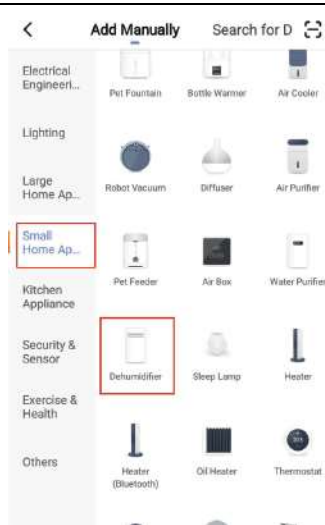 Add Manually
Search for D
Electrical
Engineeri...
Lighting
Large
Home Ap...
Small
Home Ap...
Kitchen
Appliance
Security &
Sensor
Exercise &
Health
Others
Pet Fountain
Bottle Warmer
Air Cooler
Robot Vacuum
Diffuser
Air Purifier
Pet Feeder
Air Box
Water Purifier
Dehumidifier
Sleep Lamp
Heater
Heater
(Bluetooth)
Oil Heater
Thermostat